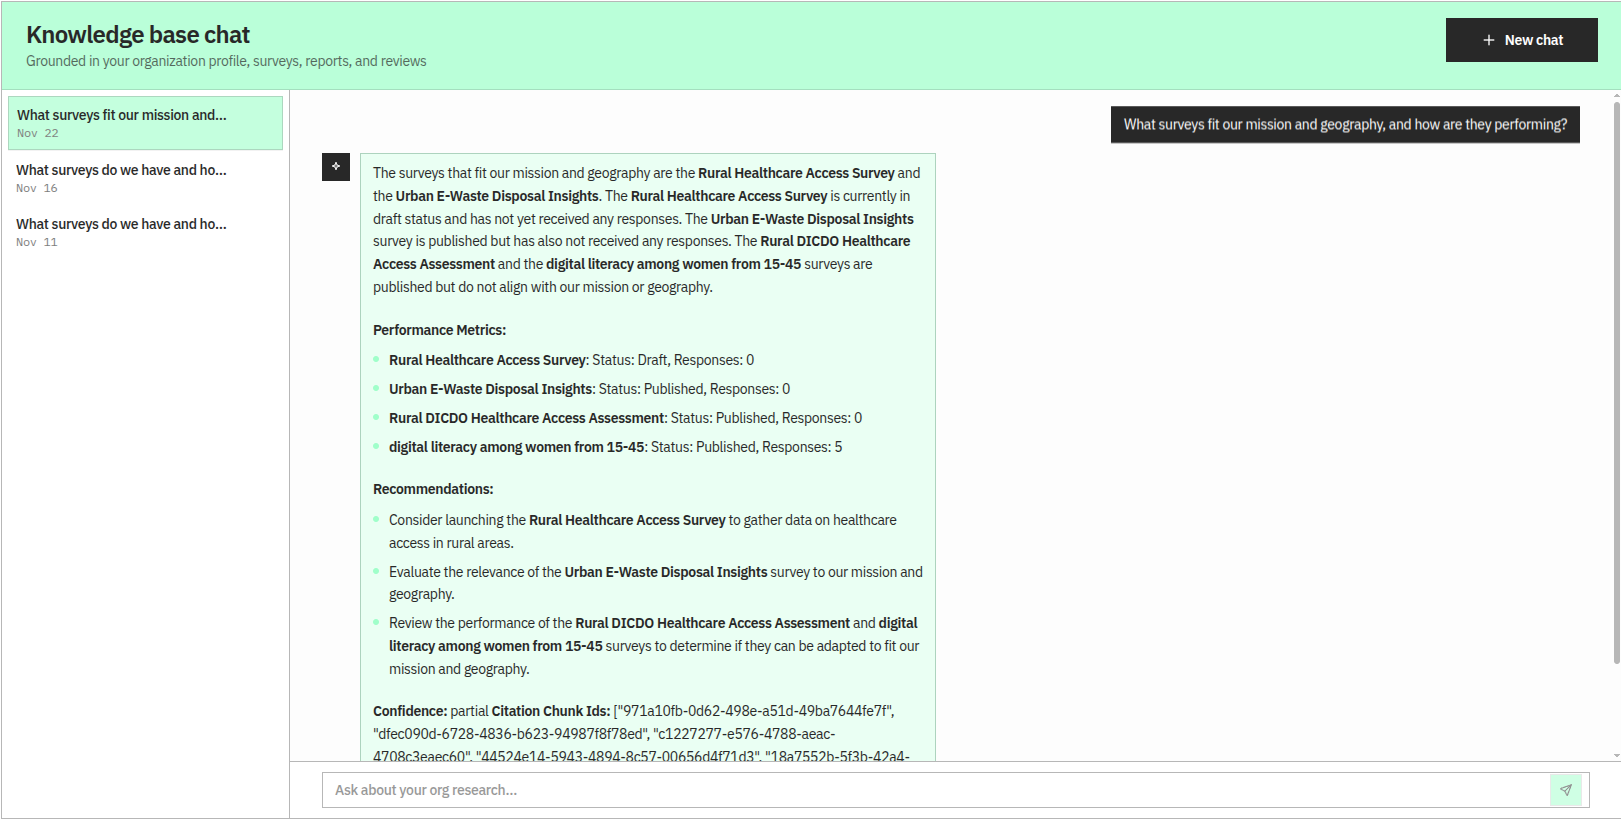 Knowledge base chat
Grounded in your organization profile, surveys, reports, and reviews
New chat
What surveys fit our mission and...
Nov 22
What surveys do we have and ho...
Nov 16
What surveys do we have and ho...
Nov 11
What surveys fit our mission and geography, and how are they performing?
The surveys that fit our mission and geography are the Rural Healthcare Access Survey and
the Urban E-Waste Disposal Insights. The Rural Healthcare Access Survey is currently in
draft status and has not yet received any responses. The Urban E-Waste Disposal Insights
survey is published but has also not received any responses. The Rural DICDO Healthcare
Access Assessment and the digital literacy among women from 15-45 surveys are
published but do not align with our mission or geography.
Performance Metrics:
Rural Healthcare Access Survey: Status: Draft, Responses: 0
Urban E-Waste Disposal Insights: Status: Published, Responses: 0
Rural DICDO Healthcare Access Assessment: Status: Published, Responses: 0
digital literacy among women from 15-45: Status: Published, Responses: 5
Recommendations:
Consider launching the Rural Healthcare Access Survey to gather data on healthcare
access in rural areas.
Evaluate the relevance of the Urban E-Waste Disposal Insights survey to our mission and
geography.
Review the performance of the Rural DICDO Healthcare Access Assessment and digital
literacy among women from 15-45 surveys to determine if they can be adapted to fit our
mission and geography.
Confidence: partial Citation Chunk Ids: ["971a10fb-0d62-498e-a51d-49ba7644fe7f",
"dfec090d-6728-4836-b623-94987f8f78ed", "c1227277-e576-4788-aeac-
4708c3eaec60", "44524e14-5943-4894-8c57-00656d4f71d3", "18a7552b-5f3b-42a4-
Ask about your org research...